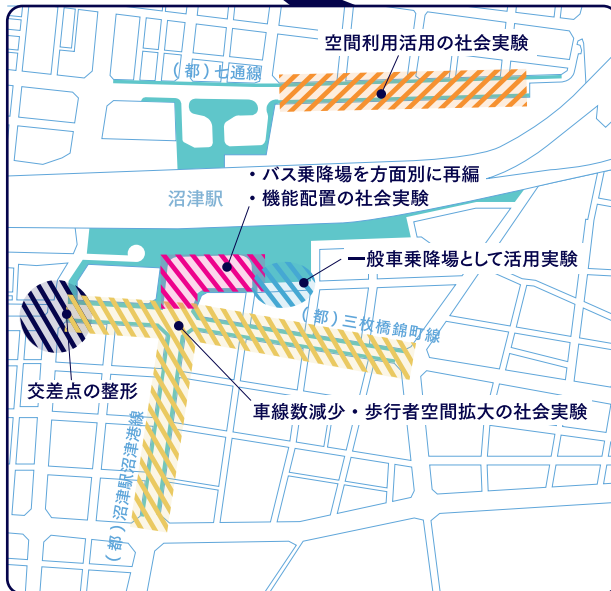 空間利用活用の社会実験
(都)七通線
・バス乗降場を方面別に再編
・機能配置の社会実験
沼津駅
一般車乗降場として活用実験
(都)三枚橋錦町線
交差点の整形
車線数減少・歩行者空間拡大の社会実験
(都)沼津駅沼津港線